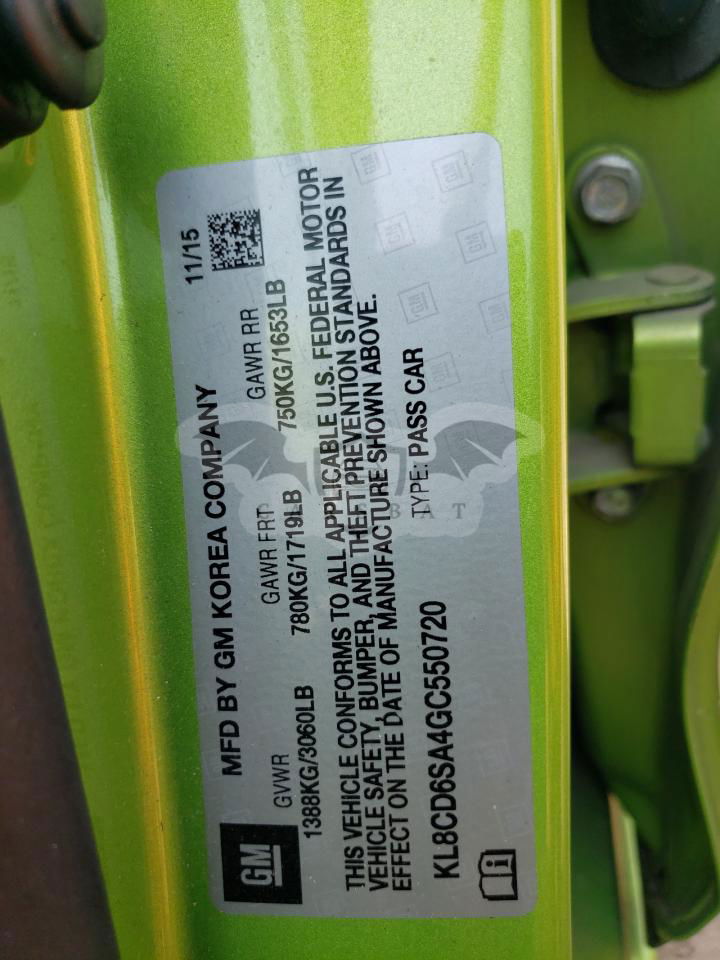 MFD BY GM KOREA COMPANY
11/15
GVWR
GAWR FRT
GAWR RR
1388KG/3060LB
780KG/1719LB
750KG/1653LB
THIS VEHICLE CONFORMS TO ALL APPLICABLE U.S. FEDERAL MOTOR
VEHICLE SAFETY, BUMPER, AND THEFT PREVENTION STANDARDS IN
EFFECT ON THE DATE OF MANUFACTURE SHOWN ABOVE.
KL8CD6SA4GC550720
TYPE: PASS CAR
GM